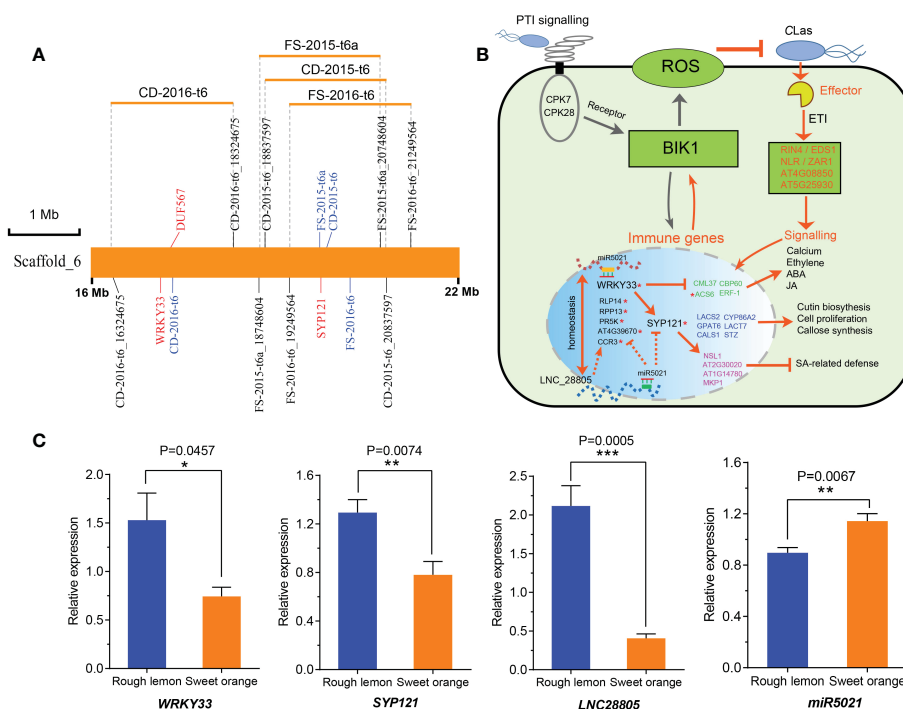 A
FS-2015-t6a
CD-2015-t6
CD-2016-t6
FS-2016-t6
1 Mb
DUF567
CD-2016-t6_18324675
CD-2015-t6_18837597
FS-2015-t6a
CD-2015-t6
FS-2015-t6a_20748604
FS-2016-t6_21249564
Scaffold_6
16 Mb
22 Mb
CD-2016-t6_16324675
WRKY33
CD-2016-t6
FS-2015-t6a_18748604
FS-2016-t6_19249564
SYP121
FS-2016-t6
CD-2015-t6_20837597
B
PTI signalling
CLas
ROS
Effector
CPK7
CPK28
Receptor
ETI
BIK1
RIN4 / EDS1
NLR / ZAR1
AT4G08850
AT5G25930
Immune genes
Signalling
Calcium
Ethylene
ABA
JA
miR5021
WRKY33*
CML37 CBP60
*ACS6 ERF-1
homeostasis
RLP14*
RPP13*
PR5K*
AT4G39670*
CCR3*
SYP121*
LACS2 CYP86A2
GPAT6 LACT7
CALS1 STZ
Cutin biosythesis
Cell proliferation
Callose synthesis
miR5021
LNC_28805
NSL1
AT2G30020
AT1G14780
MKP1
SA-related defense
C
P=0.0457
*
Relative expression
2.0
1.5
1.0
0.5
0.0
Rough lemon Sweet orange
WRKY33
P=0.0074
**
Relative expression
1.6
1.2
0.8
0.4
0.0
Rough lemon Sweet orange
SYP121
P=0.0005
***
Relative expression
2.5
2.0
1.5
1.0
0.5
0.0
Rough lemon Sweet orange
LNC28805
P=0.0067
**
Relative expression
1.6
1.2
0.8
0.4
0.0
Rough lemon Sweet orange
miR5021